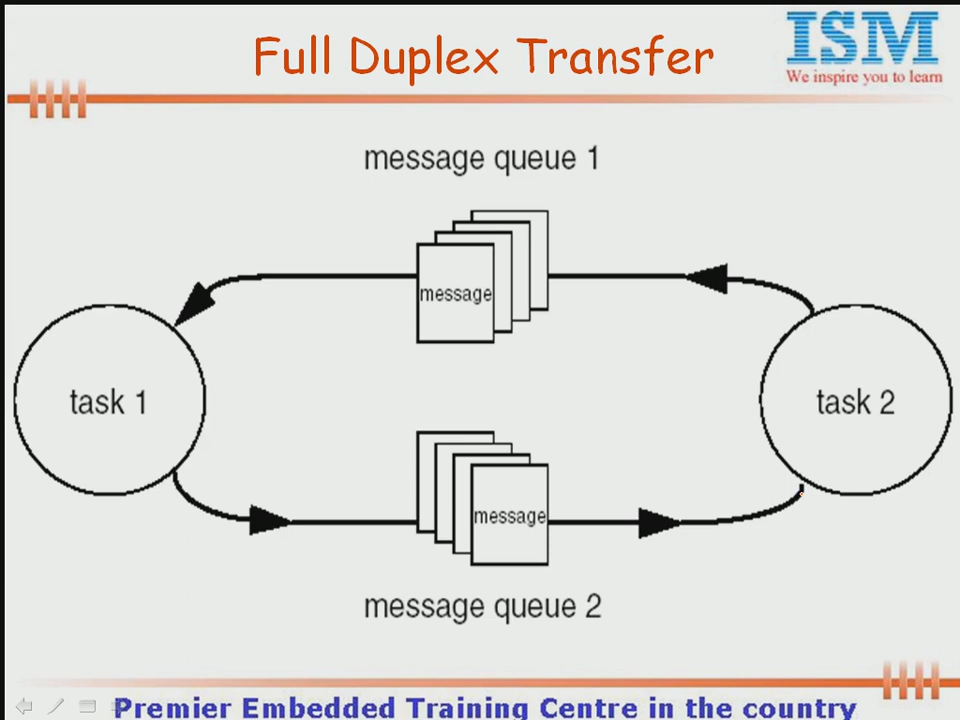 Full Duplex Transfer
ISM
We inspire you to learn
message queue 1
message
task 1
task 2
message
message queue 2
Premier Embedded Training Centre in the country